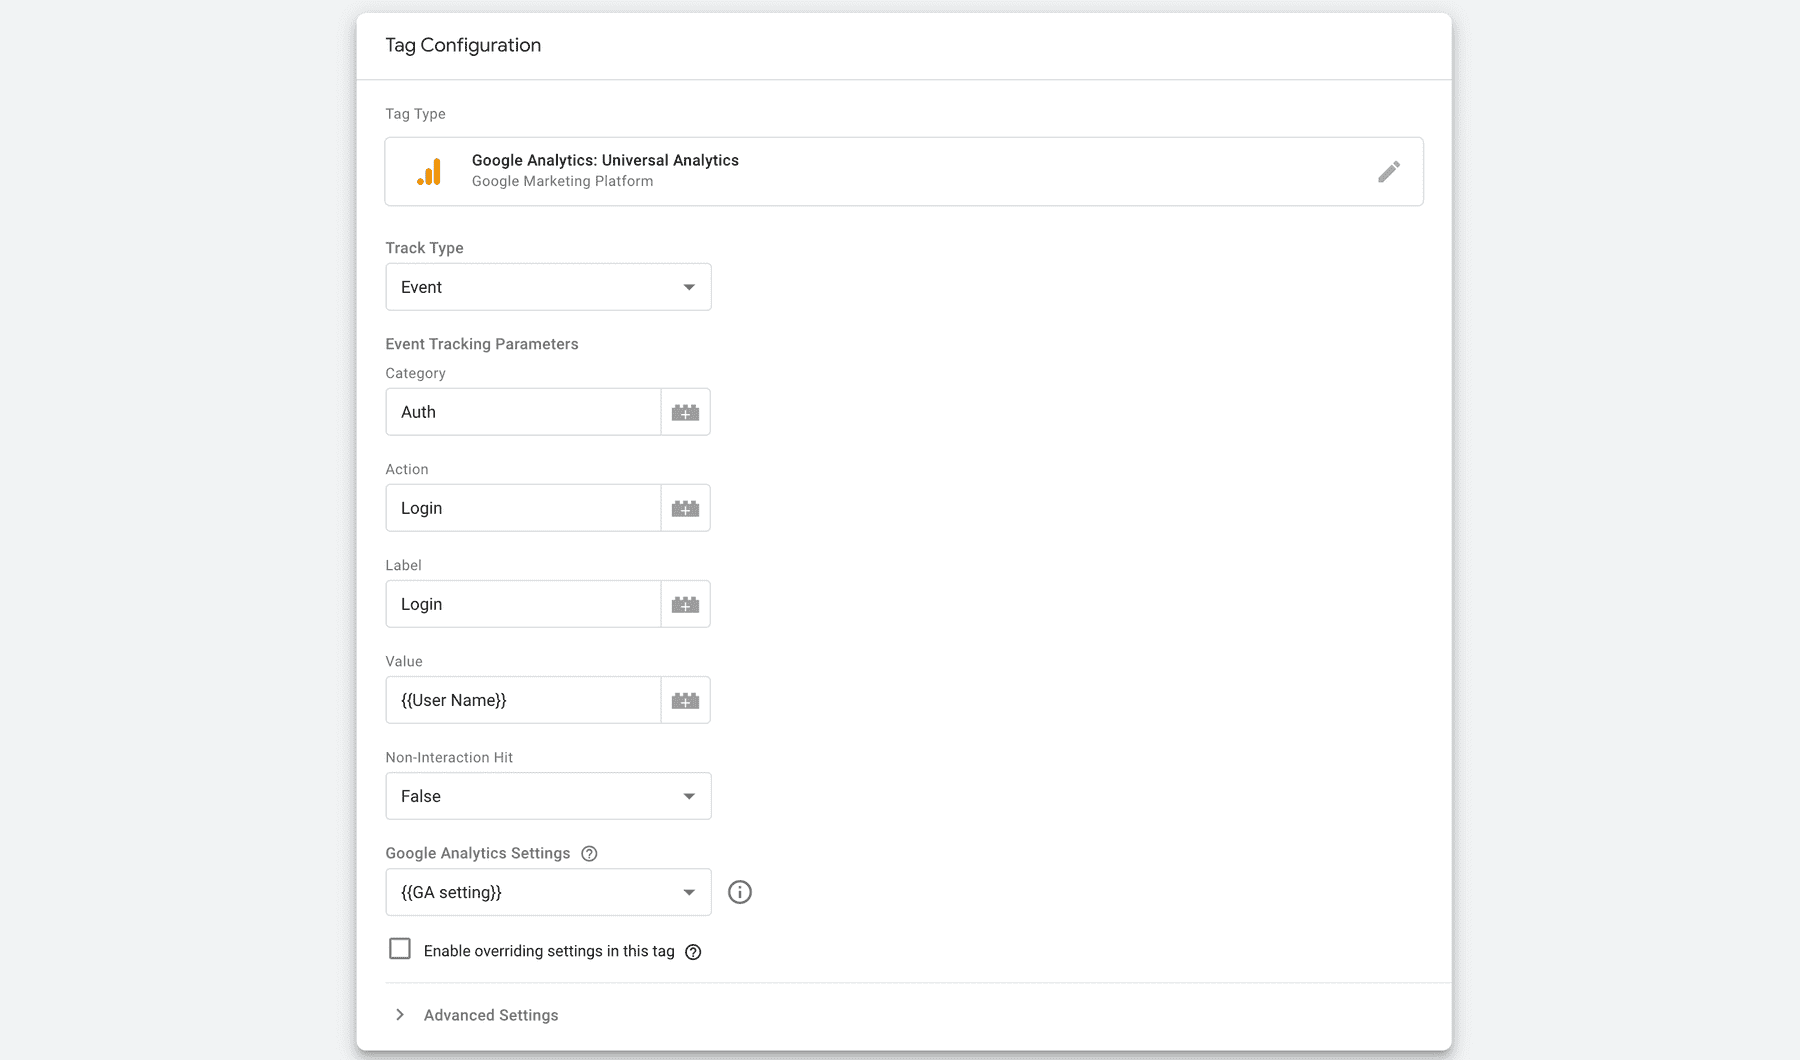 Tag Configuration
Tag Type
Google Analytics: Universal Analytics
Google Marketing Platform
Track Type
Event
Event Tracking Parameters
Category
Auth
Action
Login
Label
Login
Value
{{User Name}}
Non-Interaction Hit
False
Google Analytics Settings
{{GA setting}}
Enable overriding settings in this tag
Advanced Settings